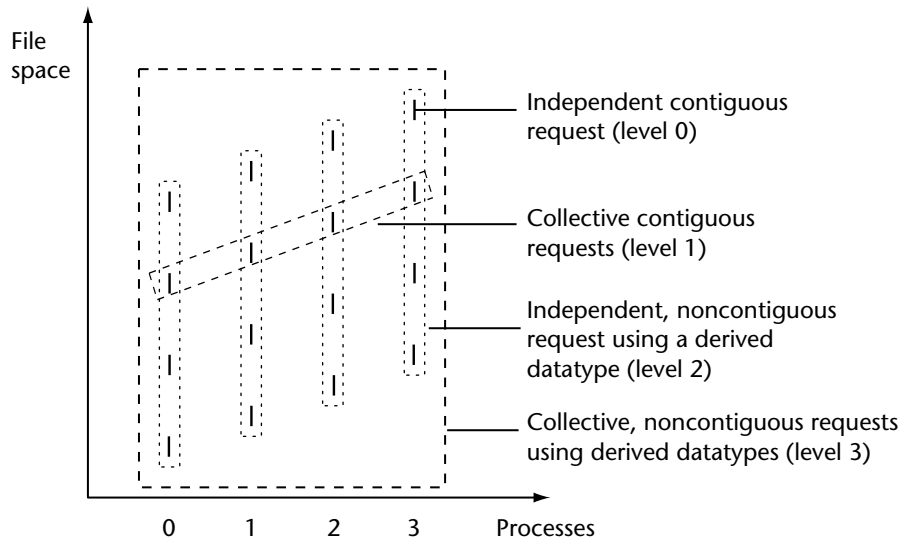 File
space
Independent contiguous
request (level 0)
Collective contiguous
requests (level 1)
Independent, noncontiguous
request using a derived
datatype (level 2)
Collective, noncontiguous requests
using derived datatypes (level 3)
0 1 2 3 Processes